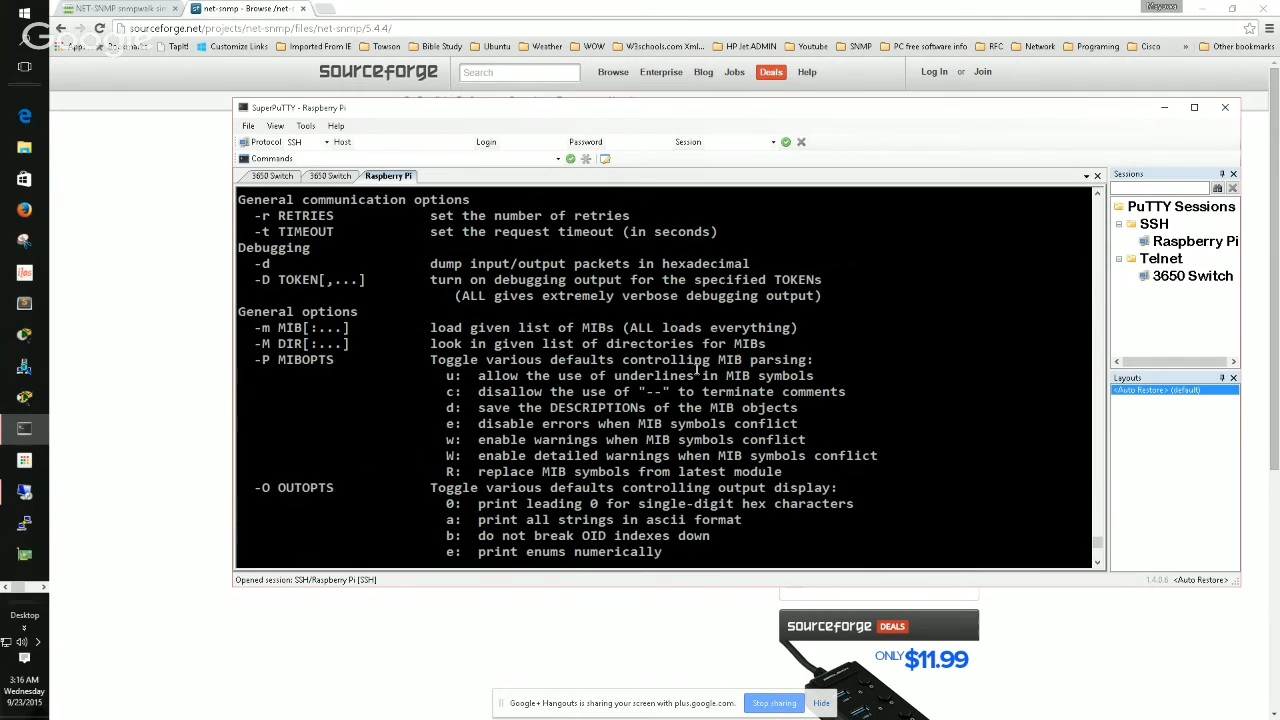 NET-SNMP snmpwalk sim
net-snmp - Browse /net-
Maywan
sourceforge.net/projects/net-snmp/files/net-snmp/5.4.4/
Google
TapIt!
Customize Links
Imported From IE
Towson
Bible Study
Ubuntu
Weather
WOW
W3schools.com Xml...
HP Jet ADMIN
Youtube
SNMP
PC free software info
RFC
Network
Programing
Cisco
»
Other bookmarks
sourceforge
Search
Browse
Enterprise
Blog
Jobs
Deals
Help
Log In or Join
SuperPuTTY - Raspberry Pi
File View Tools Help
Protocol SSH Host Login Password Session
Commands
3650 Switch
3650 Switch
Raspberry Pi
General communication options
-r RETRIES set the number of retries
-t TIMEOUT set the request timeout (in seconds)
Debugging
-d dump input/output packets in hexadecimal
-D TOKEN[,...] turn on debugging output for the specified TOKENs
(ALL gives extremely verbose debugging output)
General options
-m MIB[:...] load given list of MIBs (ALL loads everything)
-M DIR[:...] look in given list of directories for MIBs
-P MIBOPTS Toggle various defaults controlling MIB parsing:
u: allow the use of underlines in MIB symbols
c: disallow the use of "--" to terminate comments
d: save the DESCRIPTIONs of the MIB objects
e: disable errors when MIB symbols conflict
w: enable warnings when MIB symbols conflict
W: enable detailed warnings when MIB symbols conflict
R: replace MIB symbols from latest module
-O OUTOPTS Toggle various defaults controlling output display:
0: print leading 0 for single-digit hex characters
a: print all strings in ascii format
b: do not break OID indexes down
e: print enums numerically
Sessions
PuTTY Sessions
SSH
Raspberry Pi
Telnet
3650 Switch
Layouts
<Auto Restore> (default)
Opened session: SSH/Raspberry Pi [SSH]
1.4.0.6 <Auto Restore>
sourceforge DEALS
ONLY $11.99
Desktop
3:16 AM
Wednesday
9/23/2015
Google+ Hangouts is sharing your screen with plus.google.com.
Stop sharing
Hide